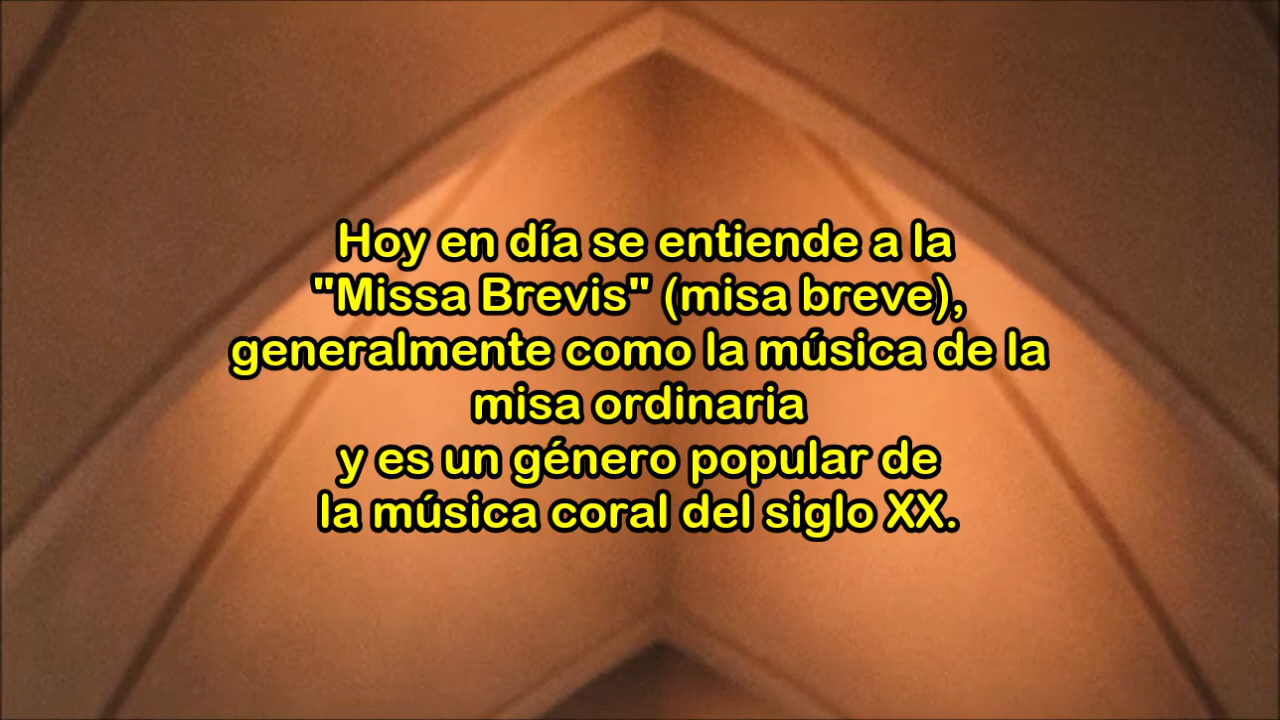 Hoy en día se entiende a la
"Missa Brevis" (misa breve),
generalmente como la música de la
misa ordinaria
y es un género popular de
la música coral del siglo XX.